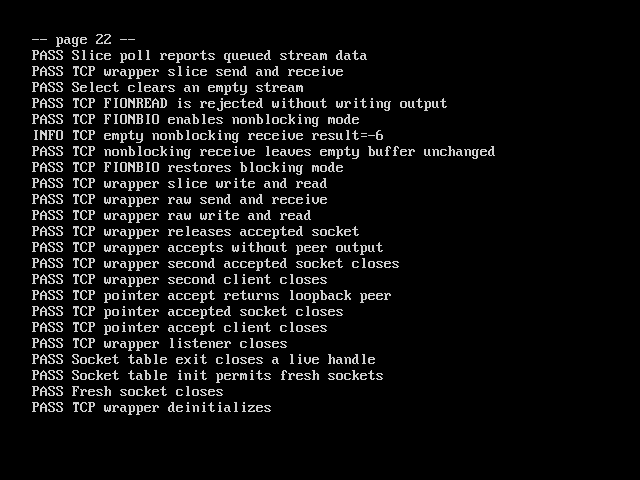 -- page 22 --
PASS Slice poll reports queued stream data
PASS TCP wrapper slice send and receive
PASS Select clears an empty stream
PASS TCP FIONREAD is rejected without writing output
PASS TCP FIONBIO enables nonblocking mode
INFO TCP empty nonblocking receive result=-6
PASS TCP nonblocking receive leaves empty buffer unchanged
PASS TCP FIONBIO restores blocking mode
PASS TCP wrapper slice write and read
PASS TCP wrapper raw send and receive
PASS TCP wrapper raw write and read
PASS TCP wrapper releases accepted socket
PASS TCP wrapper accepts without peer output
PASS TCP wrapper second accepted socket closes
PASS TCP wrapper second client closes
PASS TCP pointer accept returns loopback peer
PASS TCP pointer accepted socket closes
PASS TCP pointer accept client closes
PASS TCP wrapper listener closes
PASS Socket table exit closes a live handle
PASS Socket table init permits fresh sockets
PASS Fresh socket closes
PASS TCP wrapper deinitializes